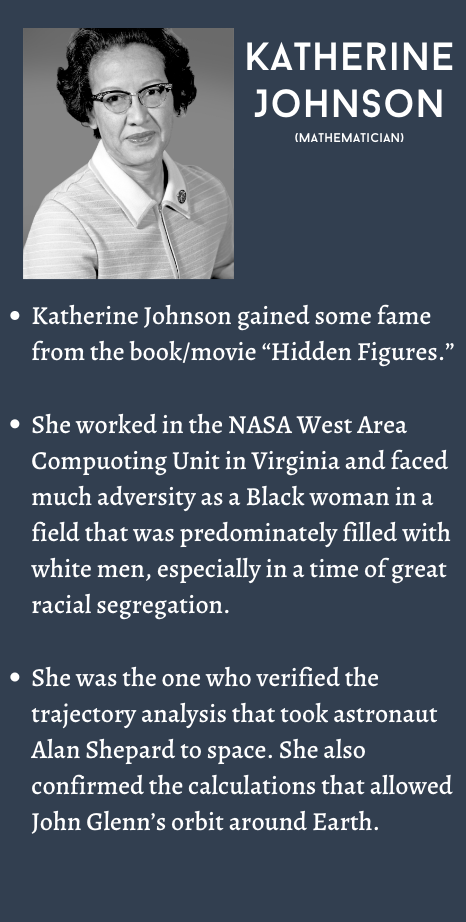 KATHERINE
JOHNSON
(MATHEMATICIAN)
• Katherine Johnson gained some fame
from the book/movie “Hidden Figures.”
• She worked in the NASA West Area
Compuoting Unit in Virginia and faced
much adversity as a Black woman in a
field that was predominately filled with
white men, especially in a time of great
racial segregation.
• She was the one who verified the
trajectory analysis that took astronaut
Alan Shepard to space. She also
confirmed the calculations that allowed
John Glenn’s orbit around Earth.